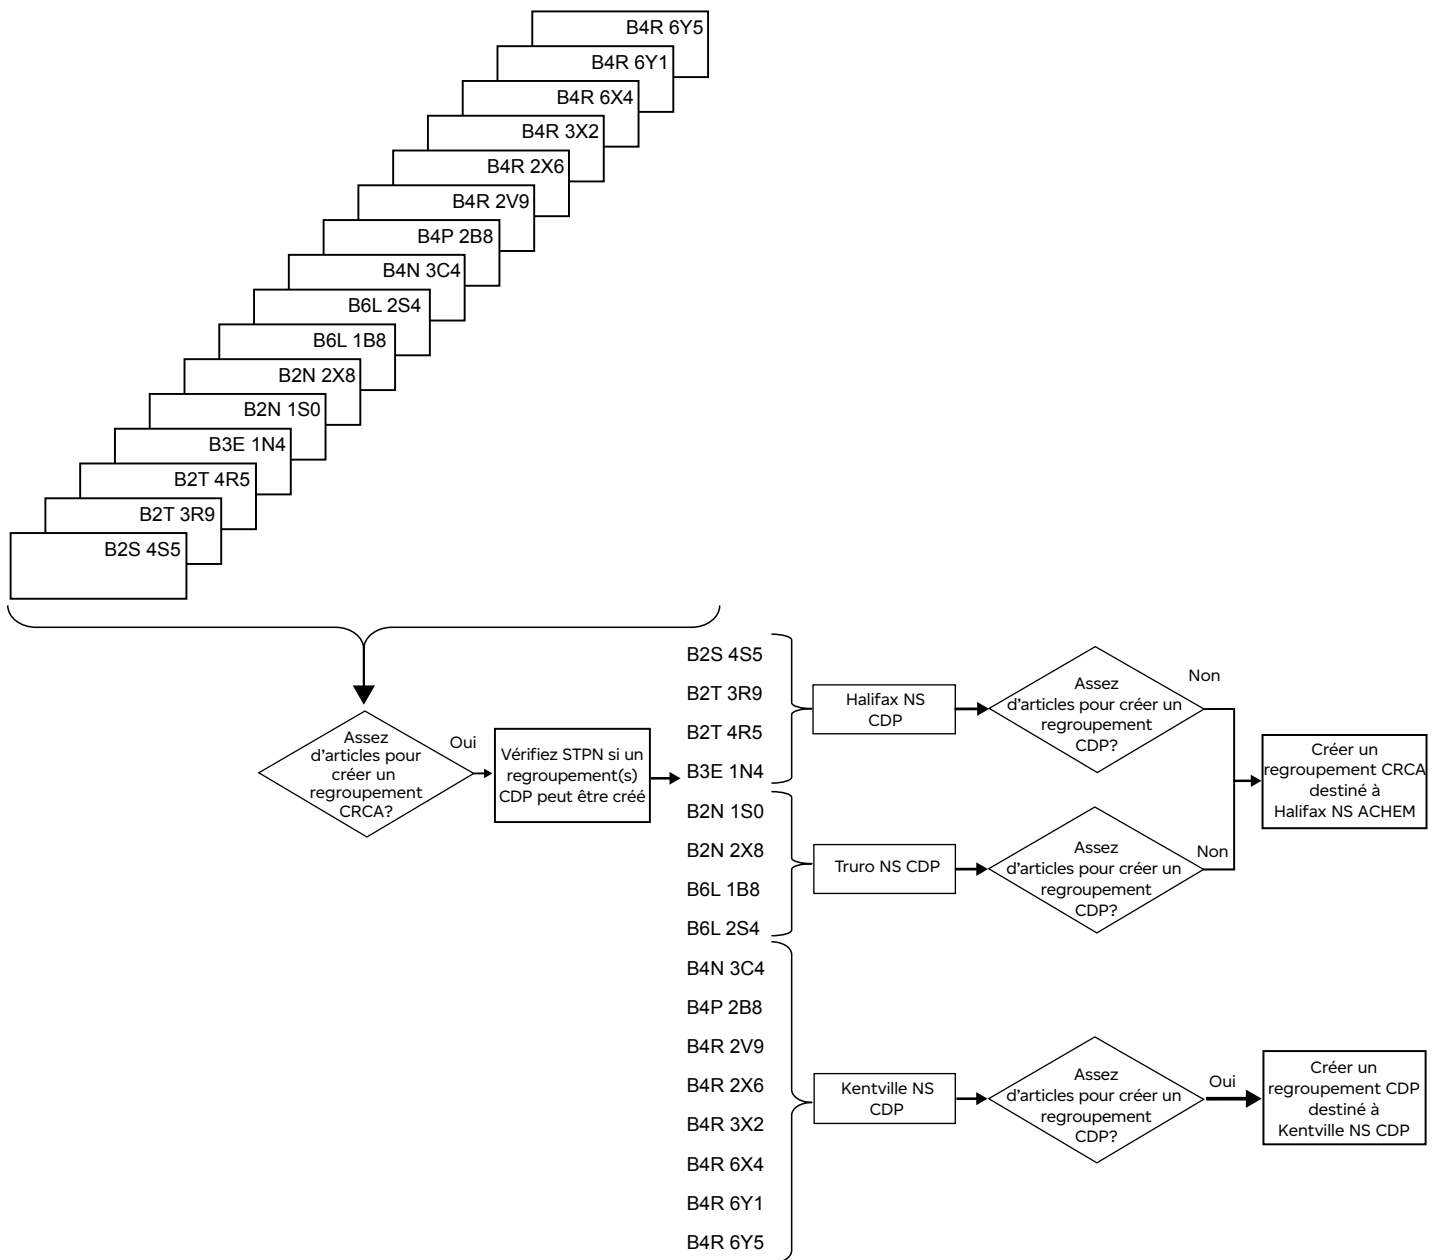 B4R 6Y5
B4R 6Y1
B4R 6X4
B4R 3X2
B4R 2X6
B4R 2V9
B4P 2B8
B4N 3C4
B6L 2S4
B6L 1B8
B2N 2X8
B2N 1S0
B3E 1N4
B2T 4R5
B2T 3R9
B2S 4S5
Assez
d'articles pour
créer un
regroupement
CRCA?
Oui
Vérifiez STPN si un
regroupement(s)
CDP peut être créé
B2S 4S5
B2T 3R9
B2T 4R5
B3E 1N4
B2N 1S0
B2N 2X8
B6L 1B8
B6L 2S4
B4N 3C4
B4P 2B8
B4R 2V9
B4R 2X6
B4R 3X2
B4R 6X4
B4R 6Y1
B4R 6Y5
Halifax NS
CDP
Assez
d'articles pour créer un
regroupement
CDP?
Non
Truro NS CDP
Assez
d'articles pour créer un
regroupement
CDP?
Non
Créer un
regroupement CRCA
destiné à
Halifax NS ACHEM
Kentville NS
CDP
Assez
d'articles pour créer un
regroupement
CDP?
Oui
Créer un
regroupement CDP
destiné à
Kentville NS CDP